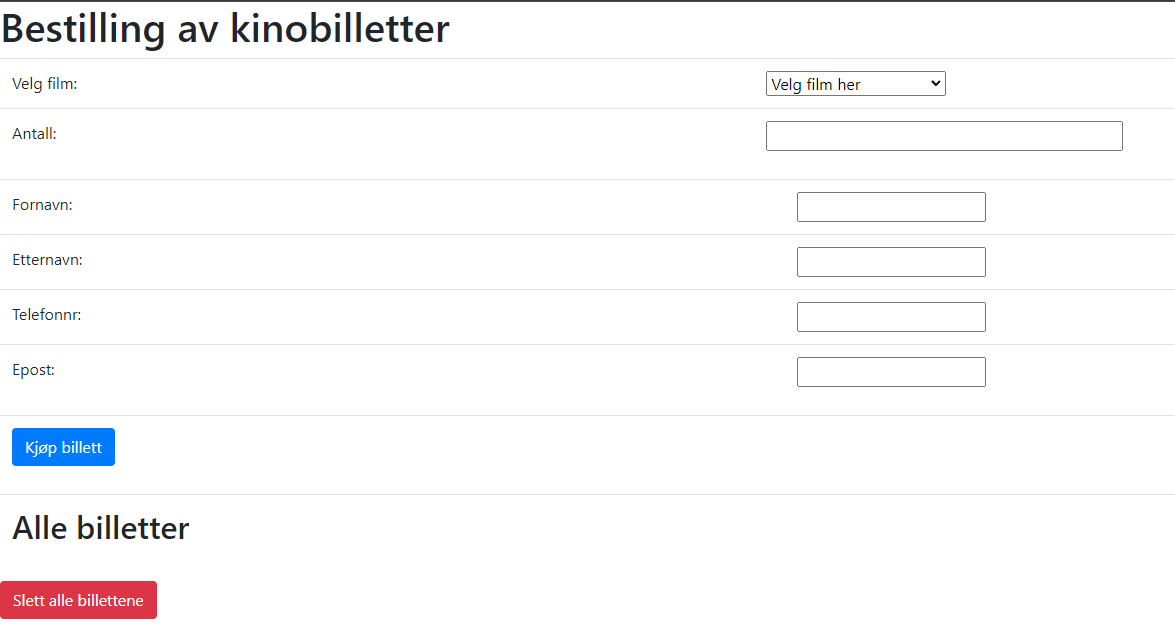 Bestilling av kinobilletter
Velg film:
Velg film her
Antall:
Fornavn:
Etternavn:
Telefonnr:
Epost:
Kjøp billett
Alle billetter
Slett alle billettene